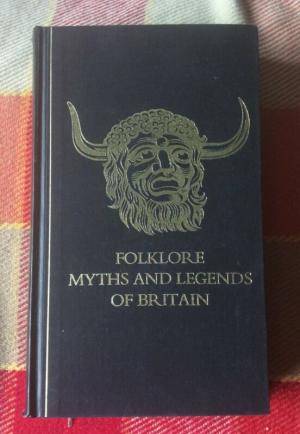 FOLKLORE
MYTHS AND LEGENDS
OF BRITAIN